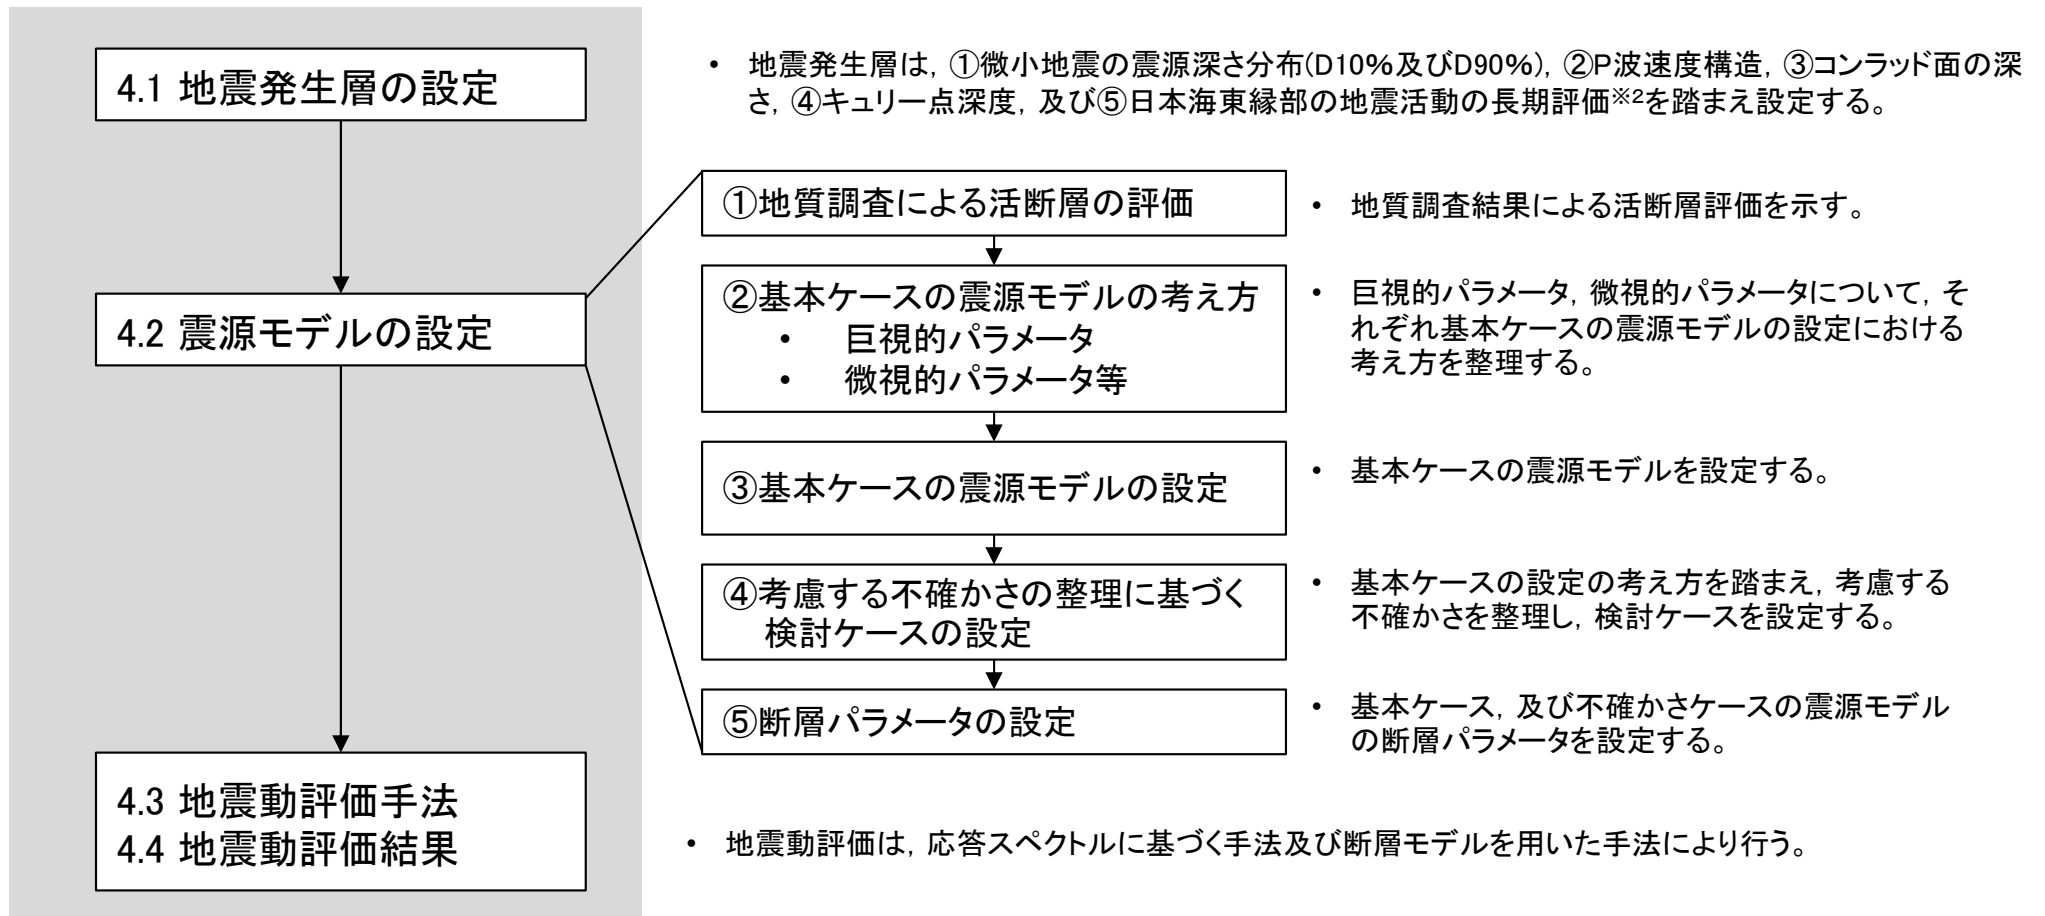 4.1 地震発生層の設定
• 地震発生層は, ①微小地震の震源深さ分布(D10%及びD90%), ②P波速度構造, ③コンラッド面の深
さ, ④キュリー点深度, 及び⑤日本海東縁部の地震活動の長期評価※2を踏まえ設定する。
4.2 震源モデルの設定
①地質調査による活断層の評価
• 地質調査結果による活断層評価を示す。
②基本ケースの震源モデルの考え方
• 巨視的パラメータ
• 微視的パラメータ等
• 巨視的パラメータ, 微視的パラメータについて, そ
れぞれ基本ケースの震源モデルの設定における
考え方を整理する。
③基本ケースの震源モデルの設定
• 基本ケースの震源モデルを設定する。
④考慮する不確かさの整理に基づく
検討ケースの設定
• 基本ケースの設定の考え方を踏まえ, 考慮する
不確かさを整理し, 検討ケースを設定する。
⑤断層パラメータの設定
• 基本ケース, 及び不確かさケースの震源モデル
の断層パラメータを設定する。
4.3 地震動評価手法
4.4 地震動評価結果
• 地震動評価は, 応答スペクトルに基づく手法及び断層モデルを用いた手法により行う。